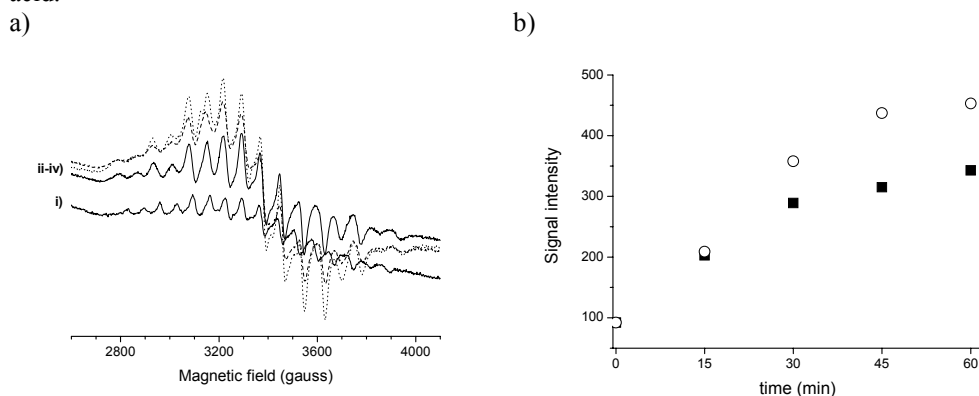 a)
b)
ii-iv)
i)
2800 3200 3600 4000
Magnetic field (gauss)
Signal intensity
500
400
300
200
100
0 15 30 45 60
time (min)